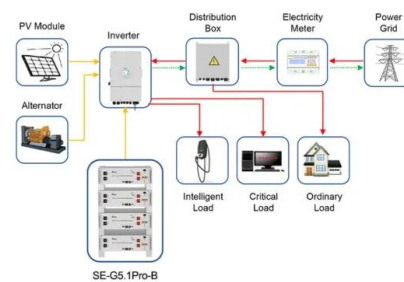 PV Module
Inverter
Distribution
Box
Electricity
Meter
Power
Grid
Alternator
Intelligent
Load
Critical
Load
Ordinary
Load
SE-G5.1Pro-B